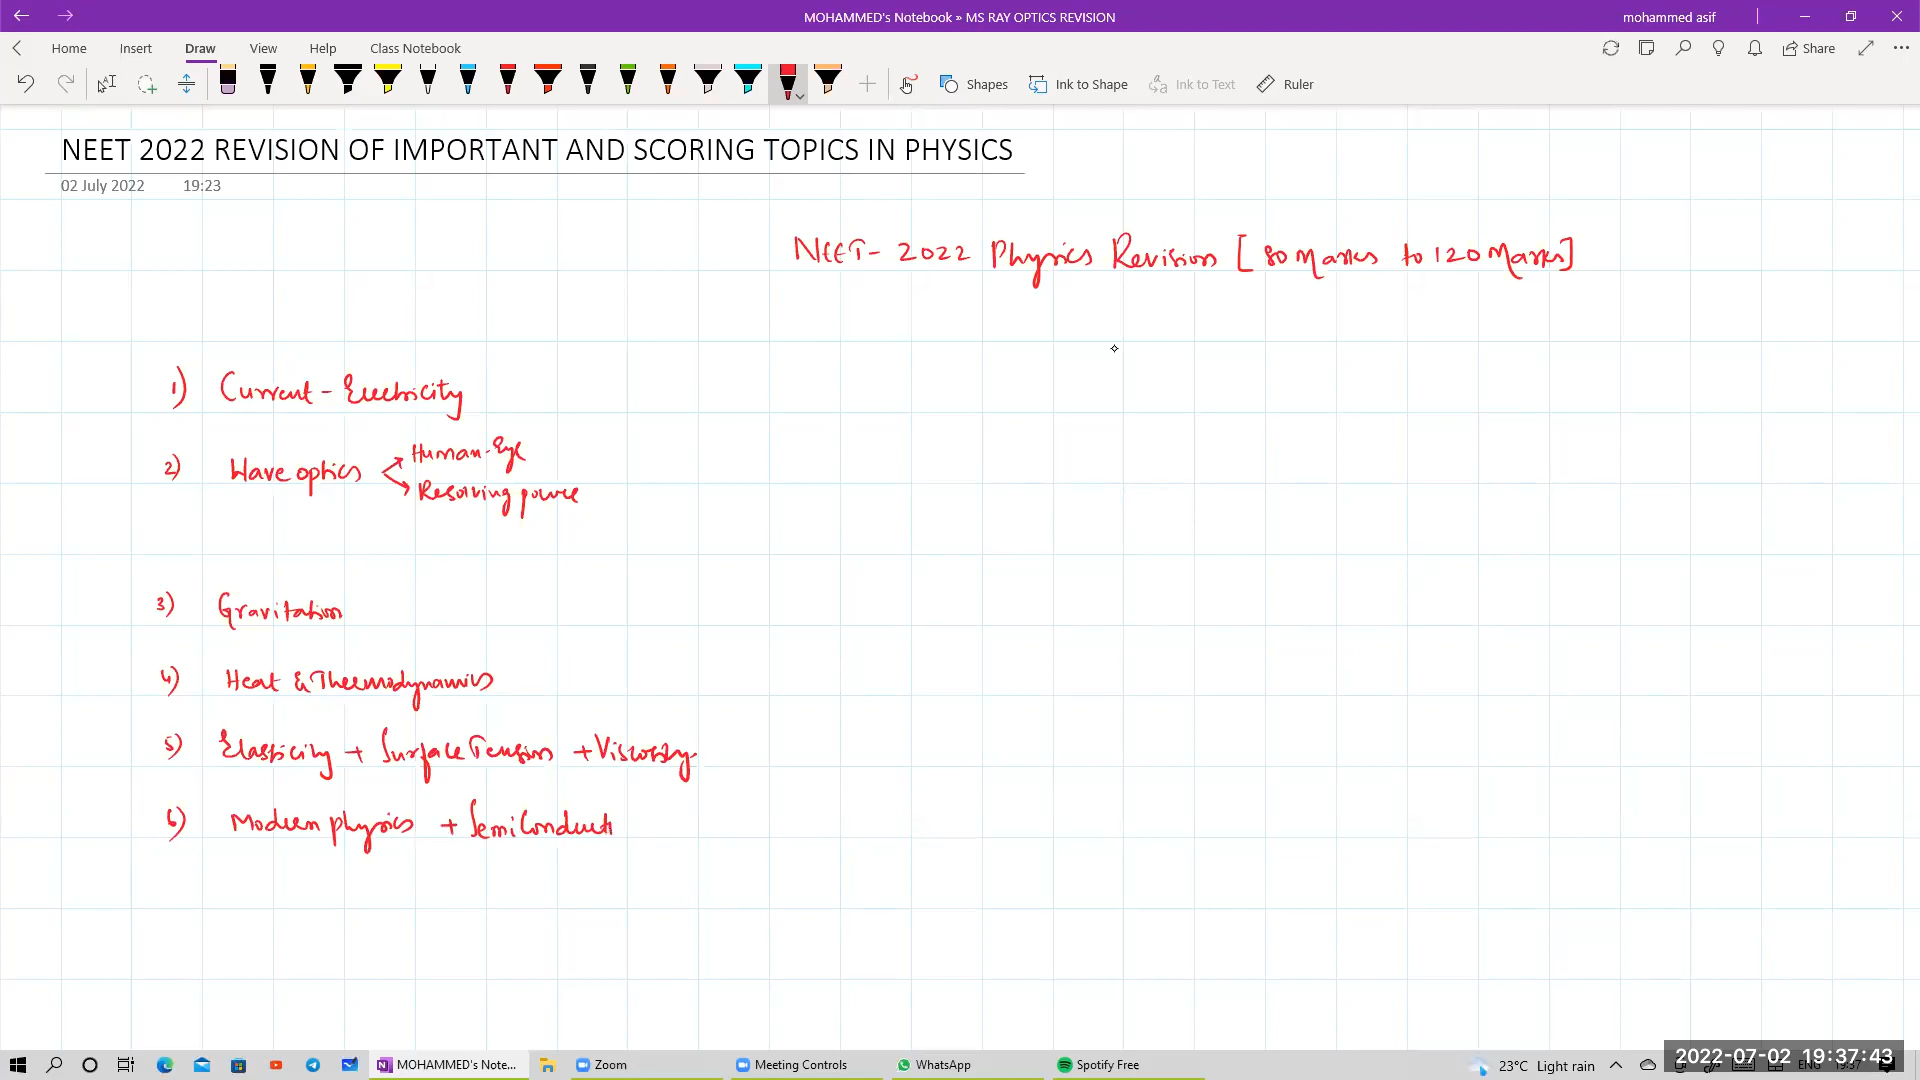 MOHAMMED's Notebook » MS RAY OPTICS REVISION
mohammed asif
Home Insert Draw View Help Class Notebook Share
Shapes Ink to Shape Ink to Text Ruler
NEET 2022 REVISION OF IMPORTANT AND SCORING TOPICS IN PHYSICS
02 July 2022 19:23
NEET- 2022 Physics Revision [ 80 Marks to 120 Marks]
1) Current - Electricity
2) Wave optics
Human-Eye
Resolving power
3) Gravitation
4) Heat & Thermodynamics
5) Elasticity + Surface Tension + Viscosity
6) Modern physics + SemiConduct
MOHAMMED's Note... Zoom Meeting Controls WhatsApp Spotify Free 23°C Light rain ENG 19:37
2022-07-02 19:37:43